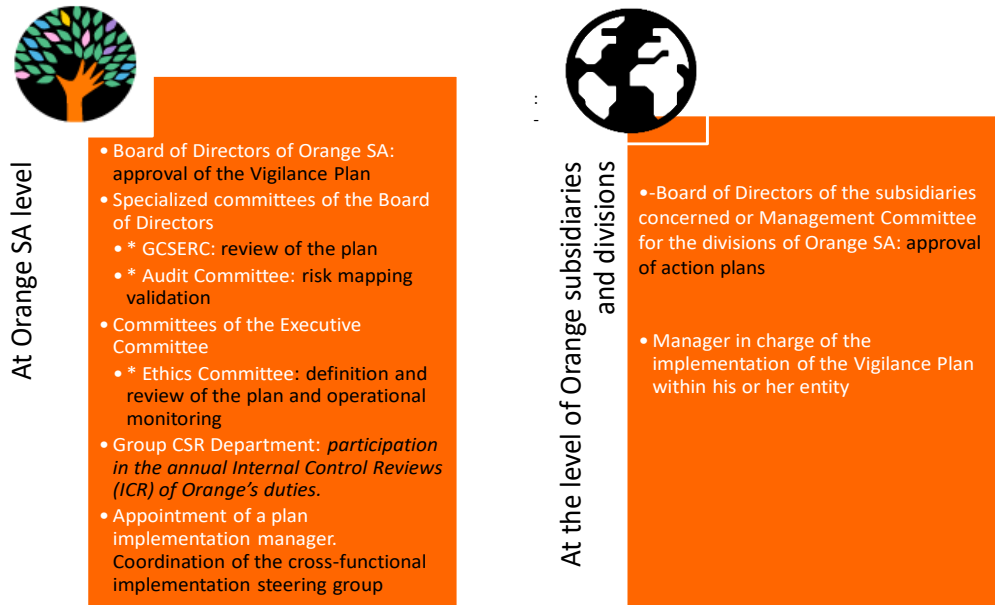 At Orange SA level
• Board of Directors of Orange SA:
approval of the Vigilance Plan
• Specialized committees of the Board
of Directors
• * GCSERC: review of the plan
• * Audit Committee: risk mapping
validation
• Committees of the Executive
Committee
• * Ethics Committee: definition and
review of the plan and operational
monitoring
• Group CSR Department: participation
in the annual Internal Control Reviews
(ICR) of Orange’s duties.
• Appointment of a plan
implementation manager.
Coordination of the cross-functional
implementation steering group
:
-
At the level of Orange subsidiaries
and divisions
•-Board of Directors of the subsidiaries
concerned or Management Committee
for the divisions of Orange SA: approval
of action plans
• Manager in charge of the
implementation of the Vigilance Plan
within his or her entity